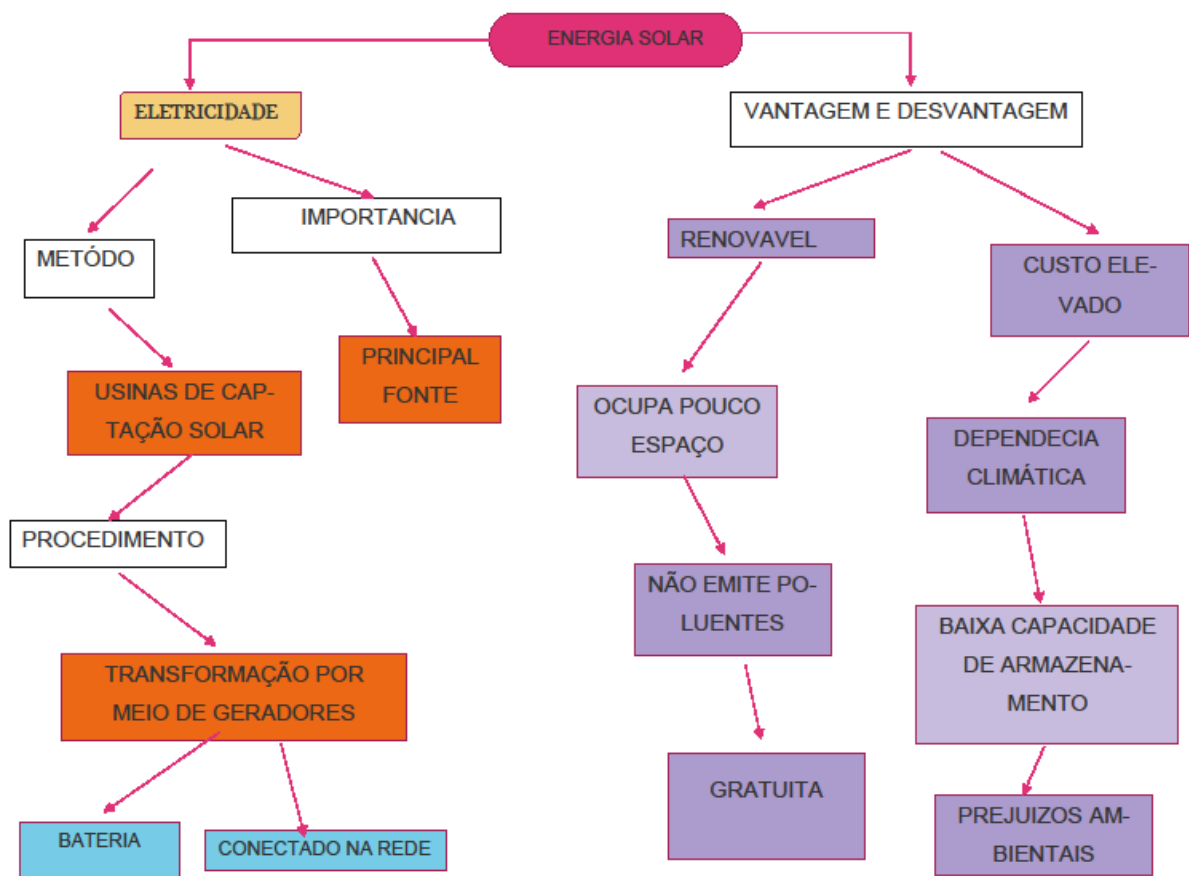 ENERGIA SOLAR
ELETRICIDADE
VANTAGEM E DESVANTAGEM
METÓDO
IMPORTANCIA
RENOVAVEL
CUSTO ELE-
VADO
USINAS DE CAP-
TAÇÃO SOLAR
PRINCIPAL
FONTE
OCUPA POUCO
ESPAÇO
DEPENDECIA
CLIMÁTICA
PROCEDIMENTO
NÃO EMITE PO-
LUENTES
BAIXA CAPACIDADE
DE ARMAZENA-
MENTO
TRANSFORMAÇÃO POR
MEIO DE GERADORES
GRATUITA
PREJUIZOS AM-
BIENTAIS
BATERIA
CONECTADO NA REDE